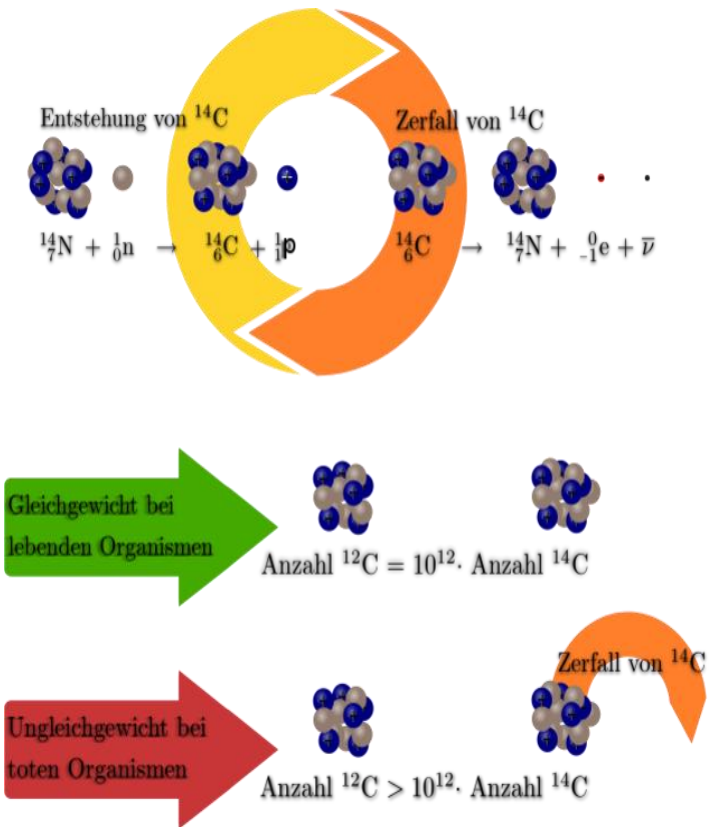 Entstehung von ¹⁴C
Zerfall von ¹⁴C
¹⁴₇N + ¹₀n → ¹⁴₆C + ¹₁p
¹⁴₆C → ¹⁴₇N + ⁰₋₁e + ν̅
Gleichgewicht bei
lebenden Organismen
Anzahl ¹²C = 10¹²· Anzahl ¹⁴C
Zerfall von ¹⁴C
Ungleichgewicht bei
toten Organismen
Anzahl ¹²C > 10¹²· Anzahl ¹⁴C